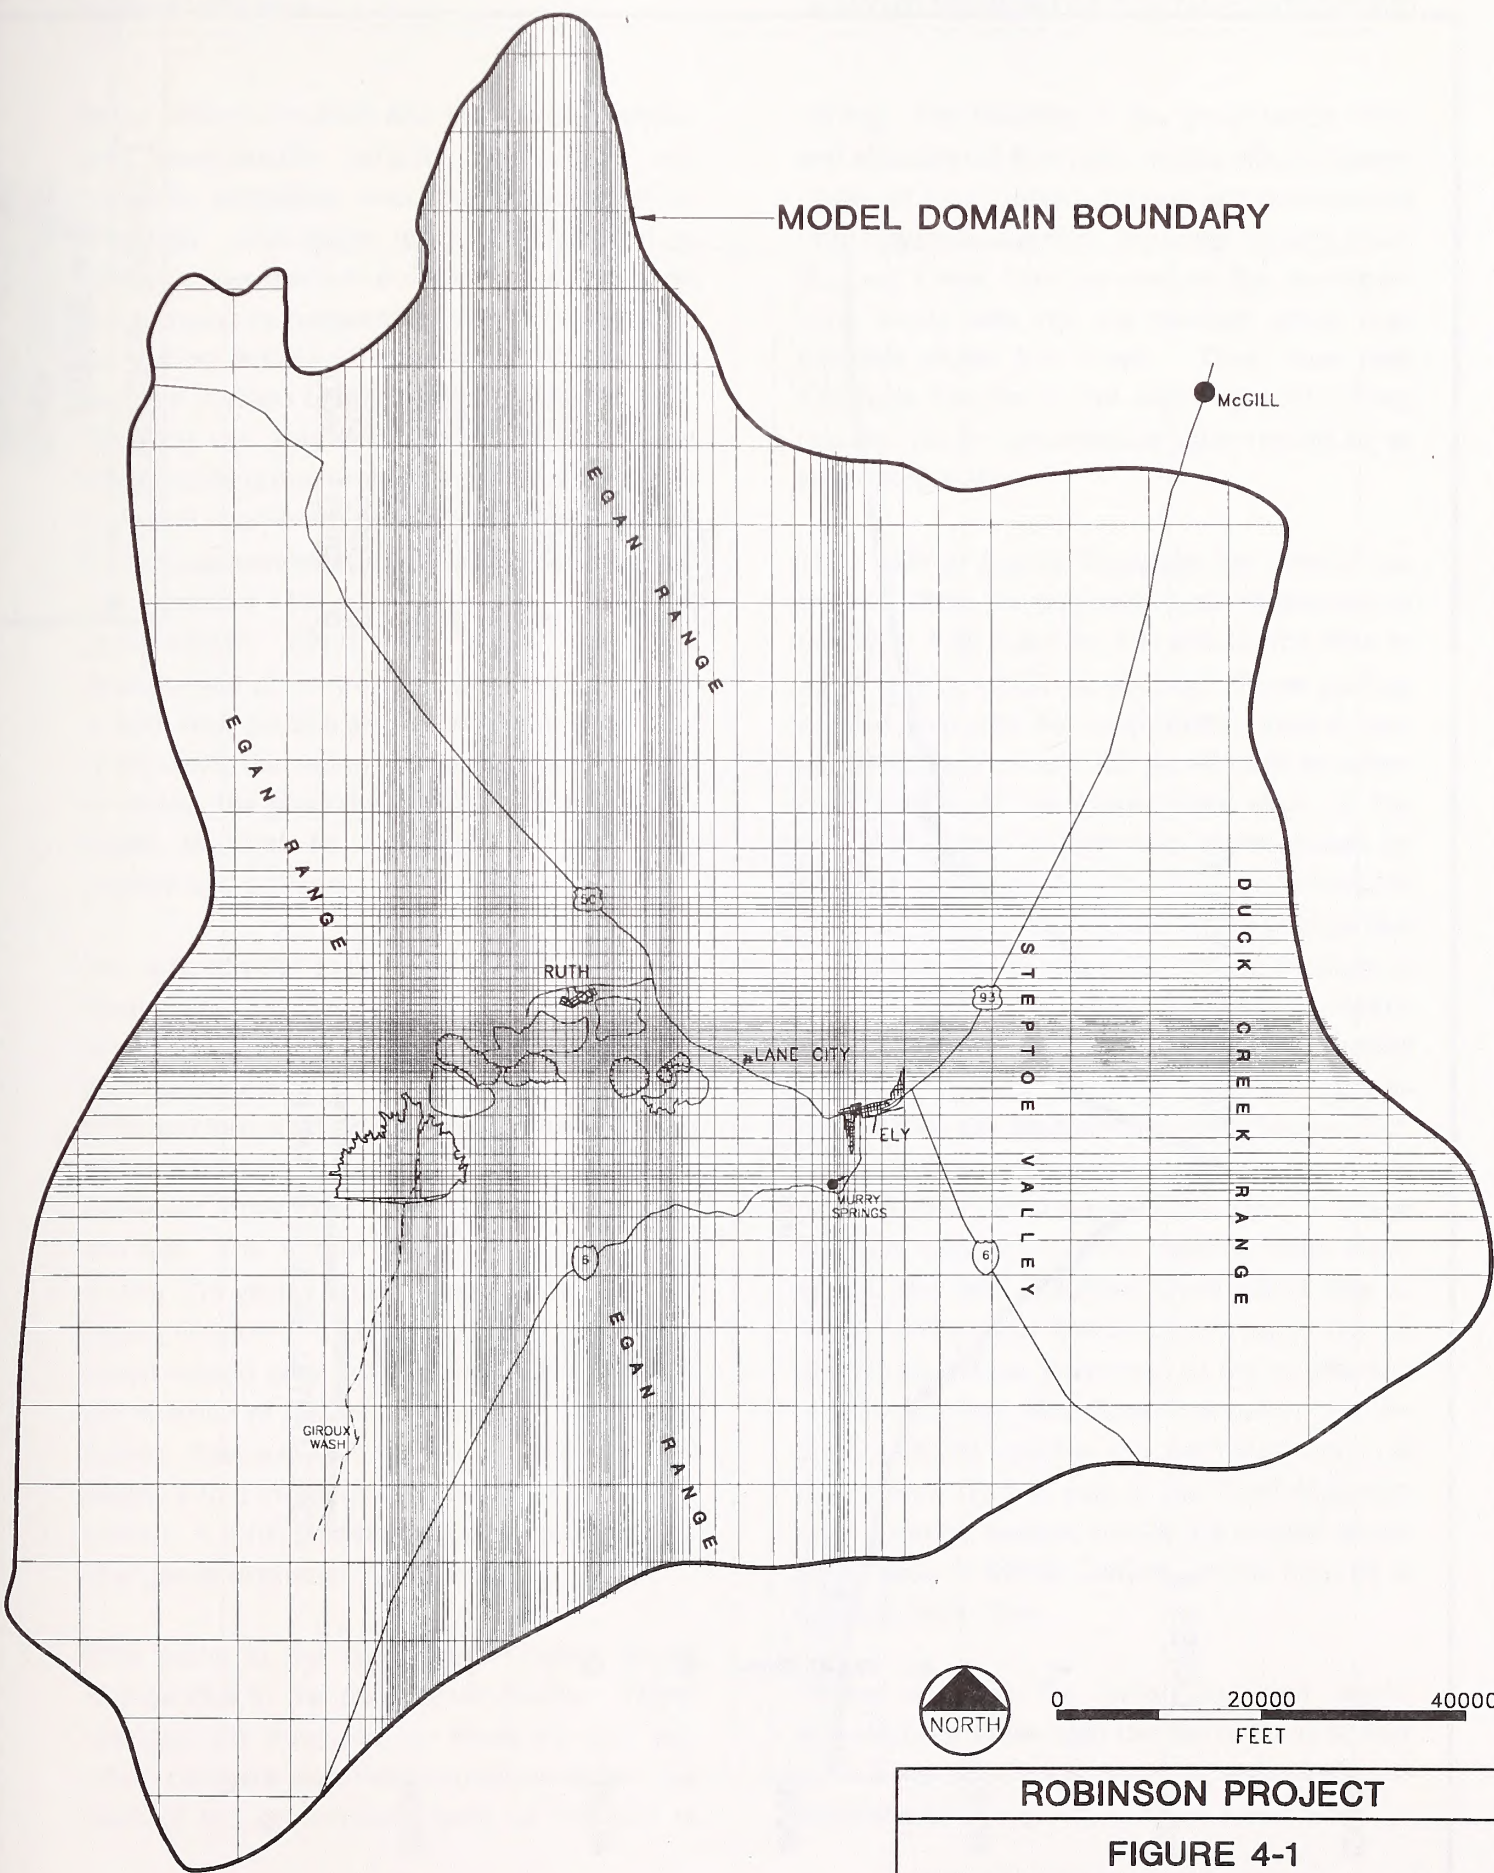 MODEL DOMAIN BOUNDARY
McGILL
EGAN RANGE
EGAN RANGE
DUCK CREEK RANGE
50
RUTH
STEPTOE VALLEY
93
LANE CITY
ELY
MURRY
SPRINGS
6
6
EGAN RANGE
GIROUX
WASH
NORTH
0 20000 40000
FEET
ROBINSON PROJECT
FIGURE 4-1